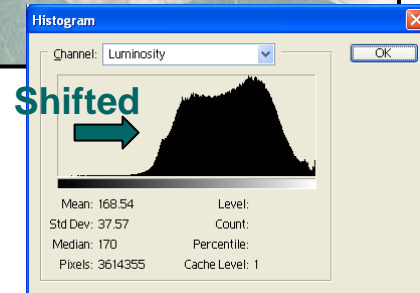 Histogram
Channel: Luminosity
OK
Shifted
Mean: 168.54 Level:
Std Dev: 37.57 Count:
Median: 170 Percentile:
Pixels: 3614355 Cache Level: 1